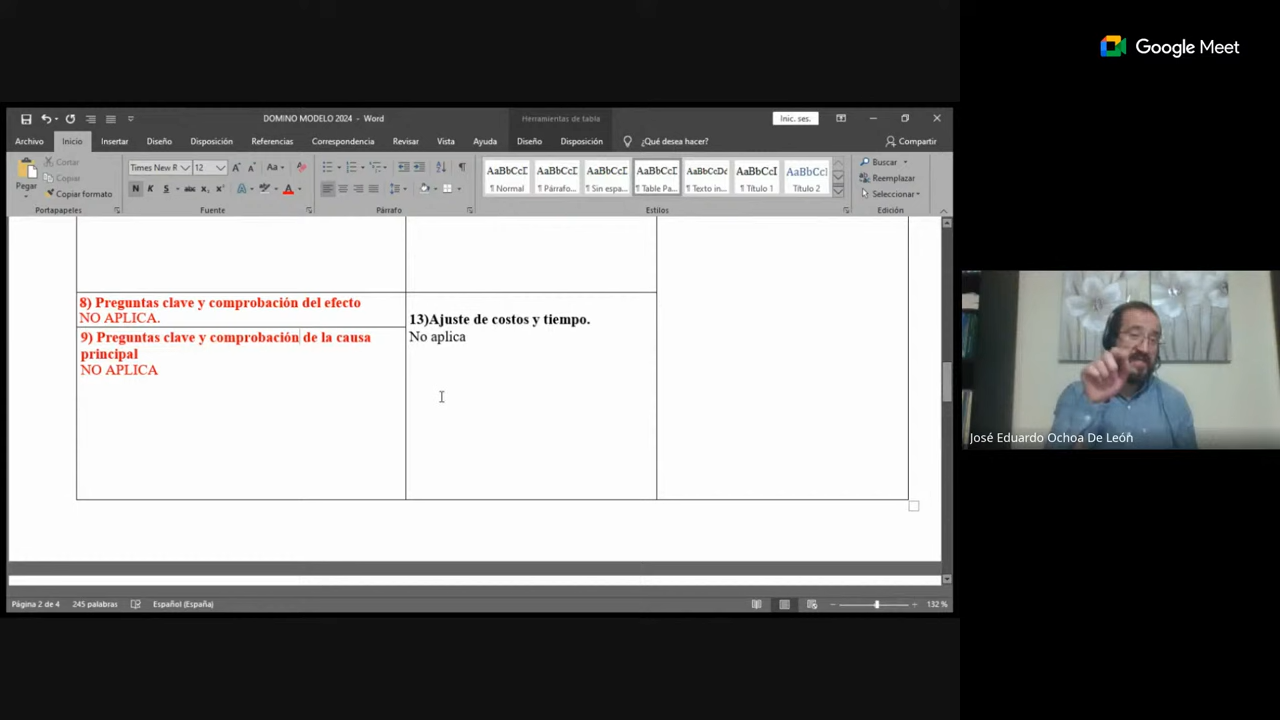 Google Meet
DOMINO MODELO 2024 - Word
Herramientas de tabla
Inic. ses.
Archivo Inicio Insertar Diseño Disposición Referencias Correspondencia Revisar Vista Ayuda Diseño Disposición ¿Qué desea hacer? Compartir
Pegar
Cortar
Copiar
Copiar formato
Portapapeles
Times New R 12
Aa
N K S
Fuente
Párrafo
AaBbCcI AaBbCcI AaBbCcI AaBbCcI AaBbCcDc AaBbCcI AaBbCcI
¶ Normal ¶ Párrafo... ¶ Sin espa... ¶ Table Pa... ¶ Texto in... ¶ Título 1 ¶ Título 2
Estilos
Buscar
Reemplazar
Seleccionar
Edición
8) Preguntas clave y comprobación del efecto
NO APLICA.
9) Preguntas clave y comprobación de la causa
principal
NO APLICA
13)Ajuste de costos y tiempo.
No aplica
José Eduardo Ochoa De León
Página 2 de 4 245 palabras Español (España) 132 %